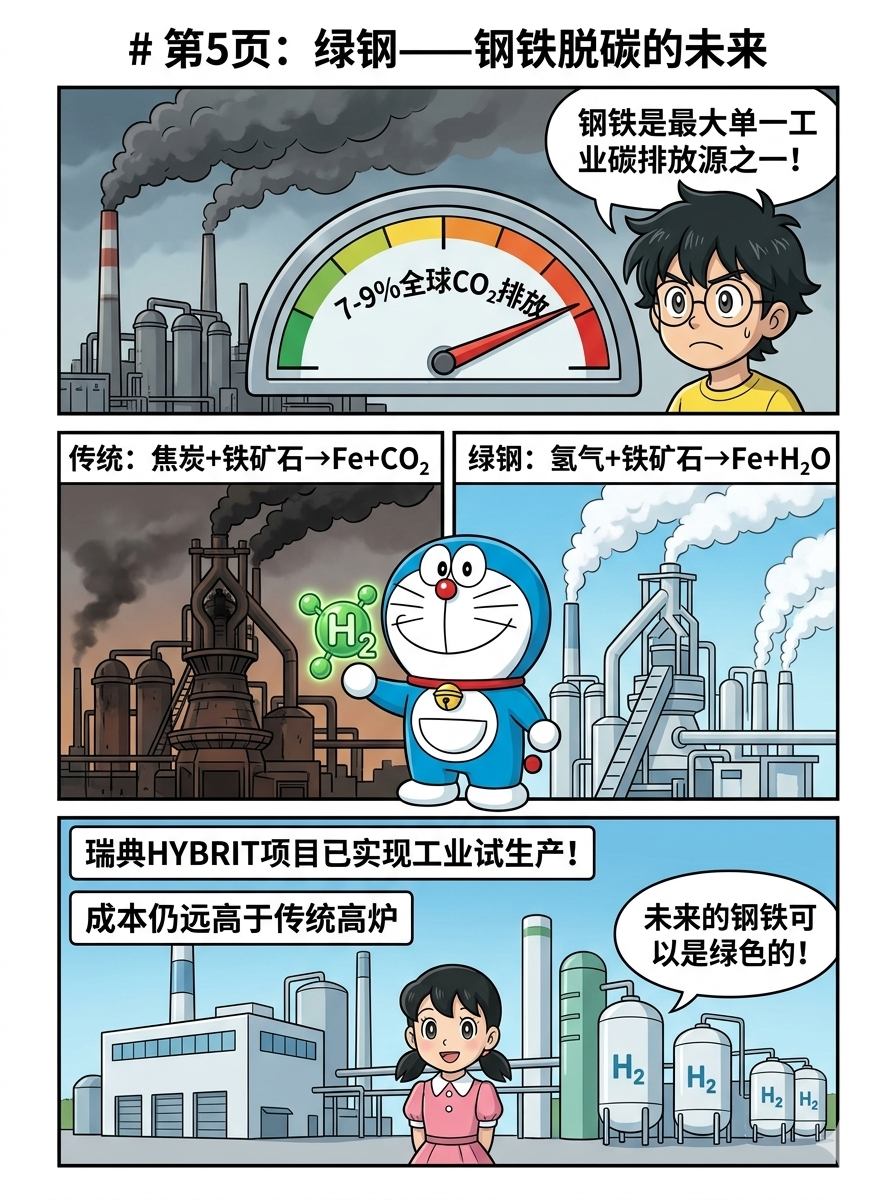 # 第5页：绿钢——钢铁脱碳的未来
钢铁是最大单一工
业碳排放源之一！
7-9%全球CO₂排放
传统：焦炭+铁矿石→Fe+CO₂
绿钢：氢气+铁矿石→Fe+H₂O
H₂
瑞典HYBRIT项目已实现工业试生产！
成本仍远高于传统高炉
未来的钢铁可
以是绿色的！
H₂
H₂
H₂
H₂